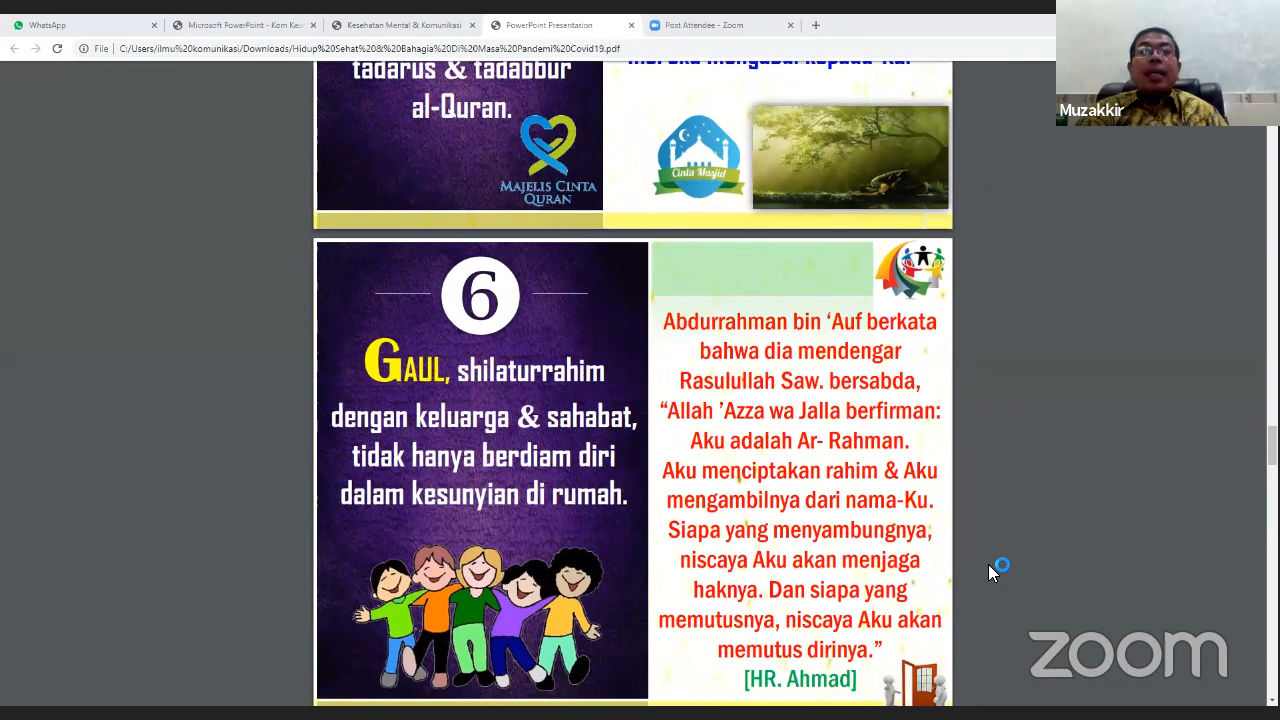 WhatsApp
Microsoft PowerPoint - Kom Kes
Kesehatan Mental & Komunikasi
PowerPoint Presentation
Post Attendee - Zoom
File
C:/Users/ilmu%20komunikasi/Downloads/Hidup%20Sehat%20&%20Bahagia%20Di%20Masa%20Pandemi%20Covid19.pdf
Muzakkir
tadarus & tadabbur
al-Quran.
MAJELIS CINTA
QURAN
Cinta Masjid
6
GAUL, shilaturrahim
dengan keluarga & sahabat,
tidak hanya berdiam diri
dalam kesunyian di rumah.
Abdurrahman bin ‘Auf berkata
bahwa dia mendengar
Rasulullah Saw. bersabda,
“Allah ’Azza wa Jalla berfirman:
Aku adalah Ar- Rahman.
Aku menciptakan rahim & Aku
mengambilnya dari nama-Ku.
Siapa yang menyambungnya,
niscaya Aku akan menjaga
haknya. Dan siapa yang
memutusnya, niscaya Aku akan
memutus dirinya.”
[HR. Ahmad]
zoom